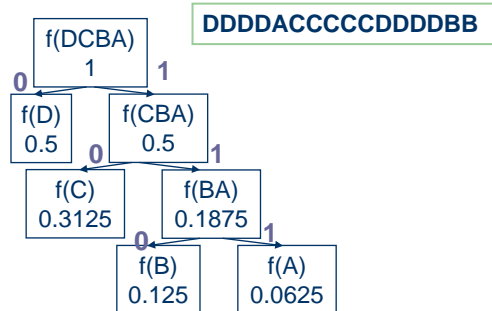 DDDDACCCCCDDDDBB
f(DCBA)
1
0
1
f(D)
0.5
f(CBA)
0.5
0
1
f(C)
0.3125
f(BA)
0.1875
0
1
f(B)
0.125
f(A)
0.0625